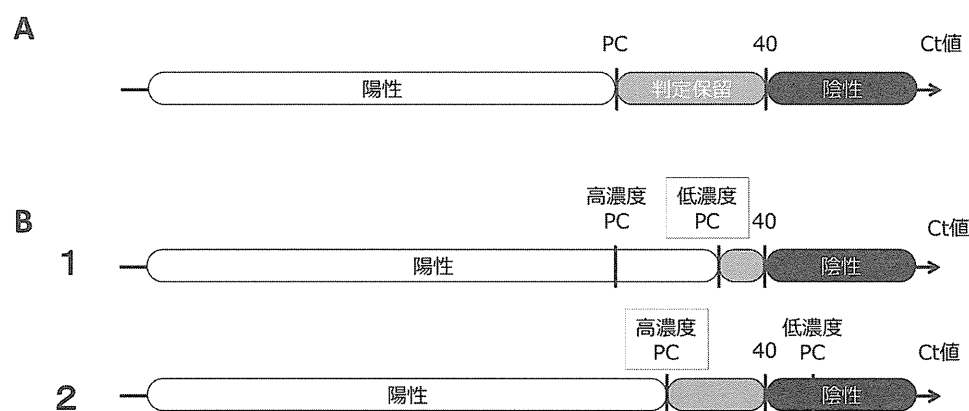 A
PC 40 Ct値
陽性 判定保留 陰性
B
高濃度 低濃度
PC PC 40 Ct値
1 陽性 陰性
高濃度 低濃度
PC 40 PC Ct値
2 陽性 陰性